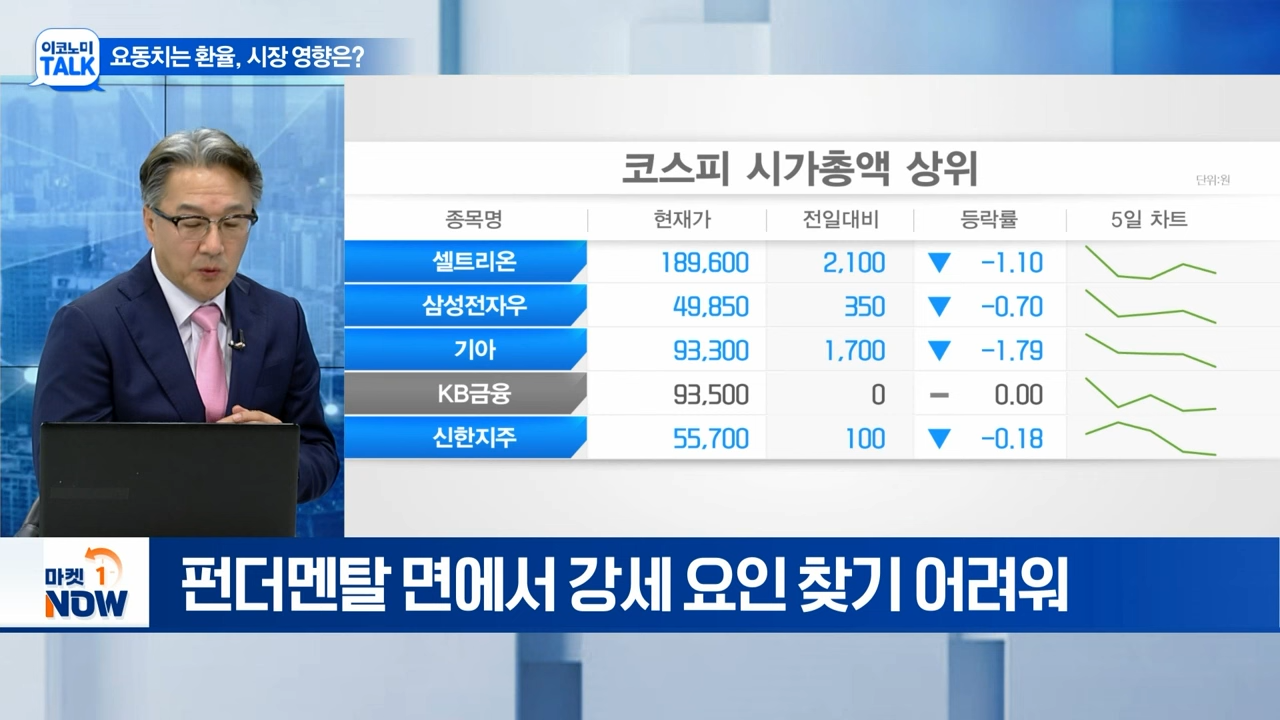 이코노미
TALK
요동치는 환율, 시장 영향은?
코스피 시가총액 상위
단위:원
종목명 현재가 전일대비 등락률 5일 차트
셀트리온 189,600 2,100 ▼ -1.10
삼성전자우 49,850 350 ▼ -0.70
기아 93,300 1,700 ▼ -1.79
KB금융 93,500 0 - 0.00
신한지주 55,700 100 ▼ -0.18
마켓 1
NOW
펀더멘탈 면에서 강세 요인 찾기 어려워